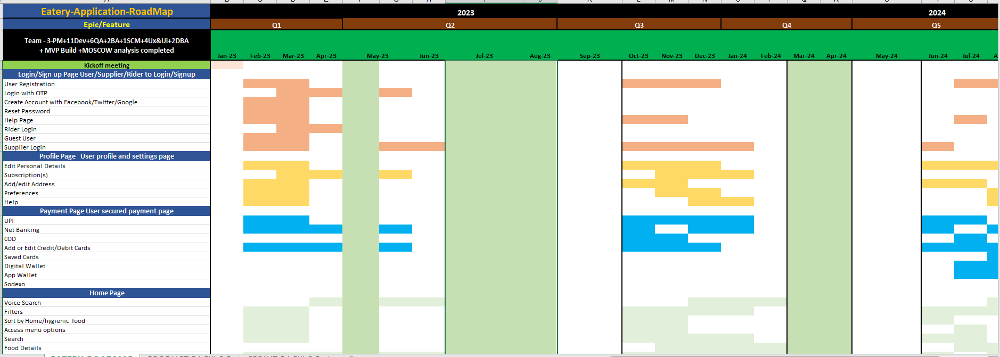 Eatery-Application-RoadMap
2023
2024
Epic/Feature
Q1
Q2
Q3
Q4
Q5
Team - 3-PM+11Dev+6QA+2BA+1SCM+4Ux&Ui+2DBA
+ MVP Build +MOSCOW analysis completed
Jan-23
Feb-23
Mar-23
Apr-23
May-23
Jun-23
Jul-23
Aug-23
Sep-23
Oct-23
Nov-23
Dec-23
Jan-24
Feb-24
Mar-24
Apr-24
May-24
Jun-24
Jul-24
A
Kickoff meeting
Login/Sign up Page User/Supplier/Rider to Login/Signup
User Registration
Login with OTP
Create Account with Facebook/Twitter/Google
Reset Password
Help Page
Rider Login
Guest User
Supplier Login
Profile Page   User profile and settings page
Edit Personal Details
Subscription(s)
Add/edit Address
Preferences
Help
Payment Page User secured payment page
UPI
Net Banking
COD
Add or Edit Credit/Debit Cards
Saved Cards
Digital Wallet
App Wallet
Sodexo
Home Page
Voice Search
Filters
Sort by Home/hygienic  food
Access menu options
Search
Food Details